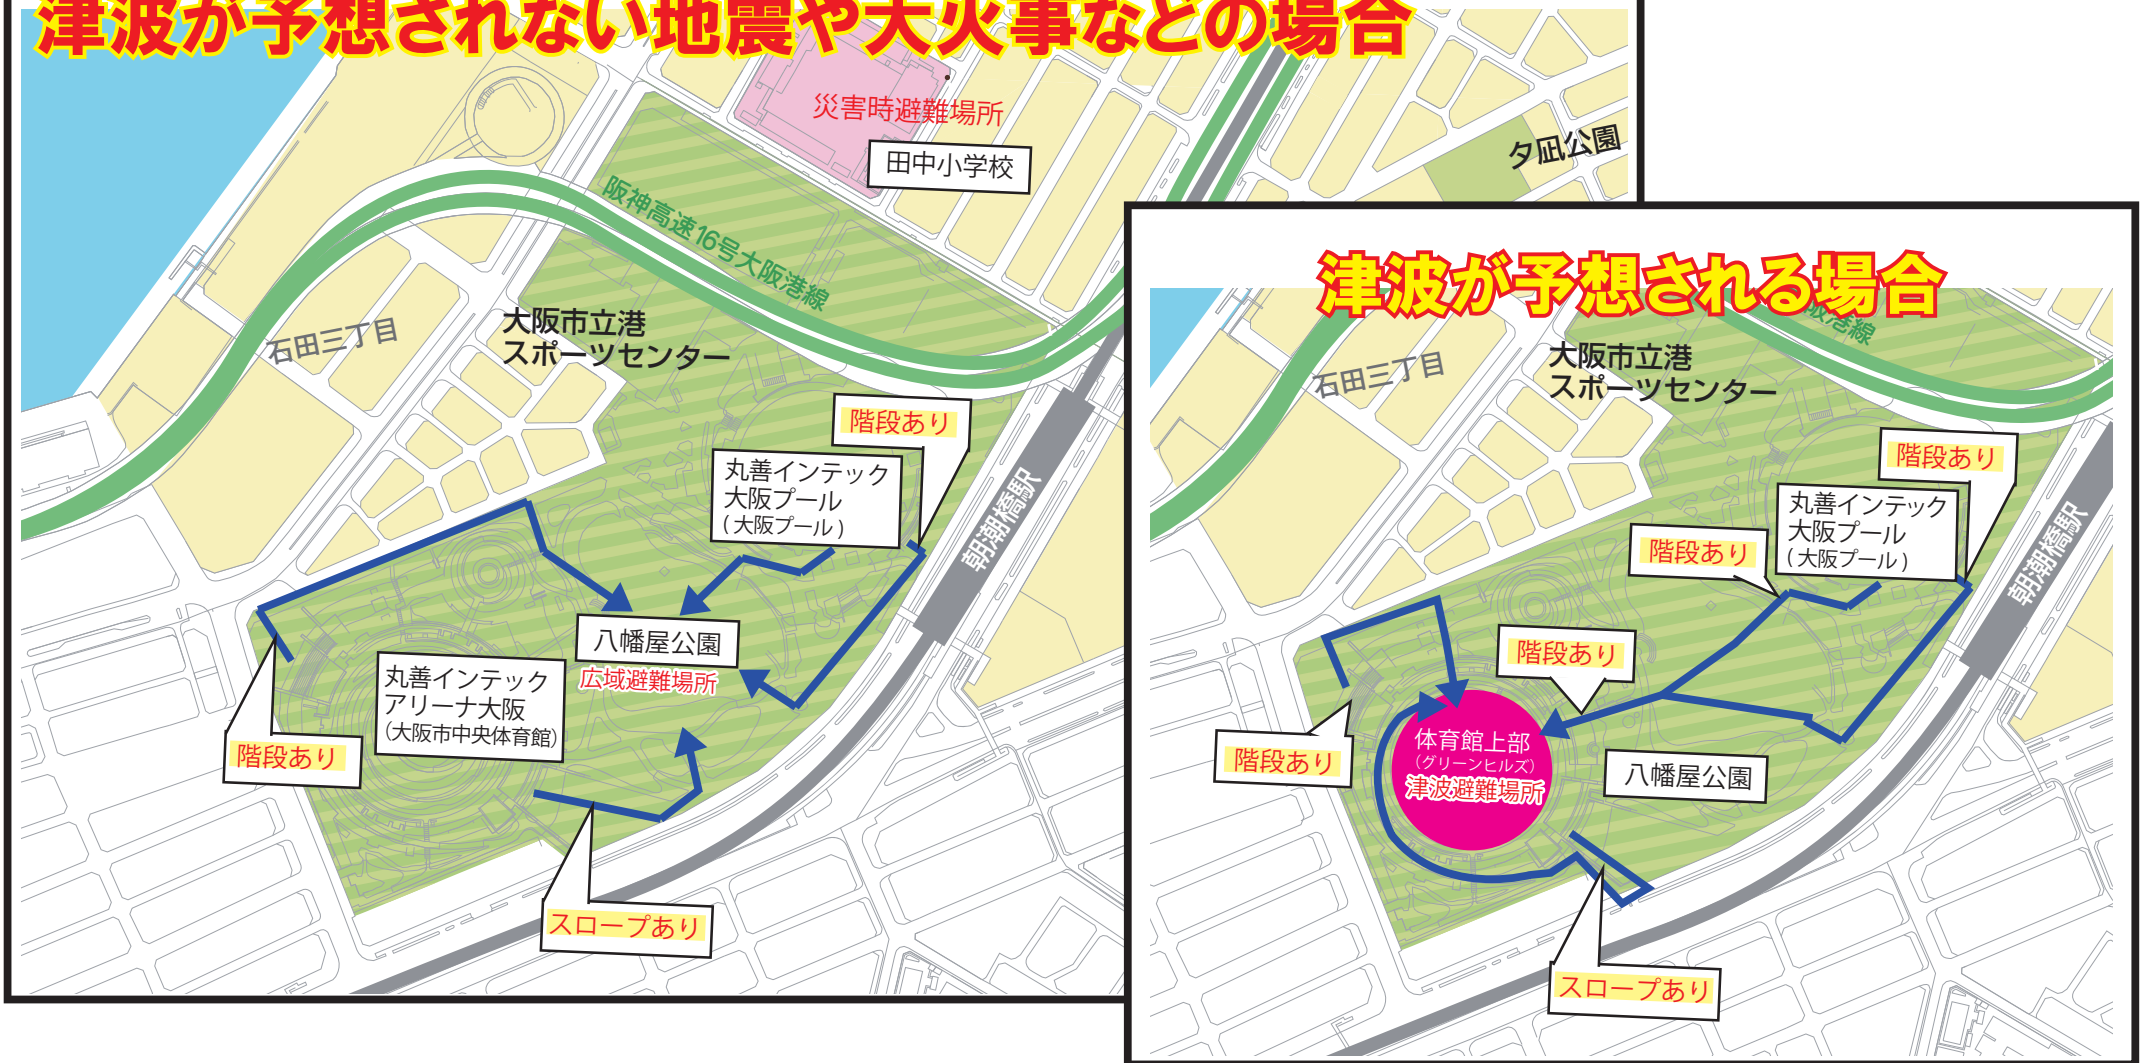 津波が予想されない地震や大火事などの場合
災害時避難場所
田中小学校
夕凪公園
阪神高速16号大阪港線
石田三丁目
大阪市立港
スポーツセンター
階段あり
丸善インテック
大阪プール
(大阪プール)
朝潮橋駅
八幡屋公園
広域避難場所
丸善インテック
アリーナ大阪
(大阪市中央体育館)
階段あり
スロープあり
津波が予想される場合
阪港線
石田三丁目
大阪市立港
スポーツセンター
階段あり
丸善インテック
大阪プール
(大阪プール)
階段あり
朝潮橋駅
階段あり
体育館上部
(グリーンヒルズ)
津波避難場所
階段あり
八幡屋公園
スロープあり